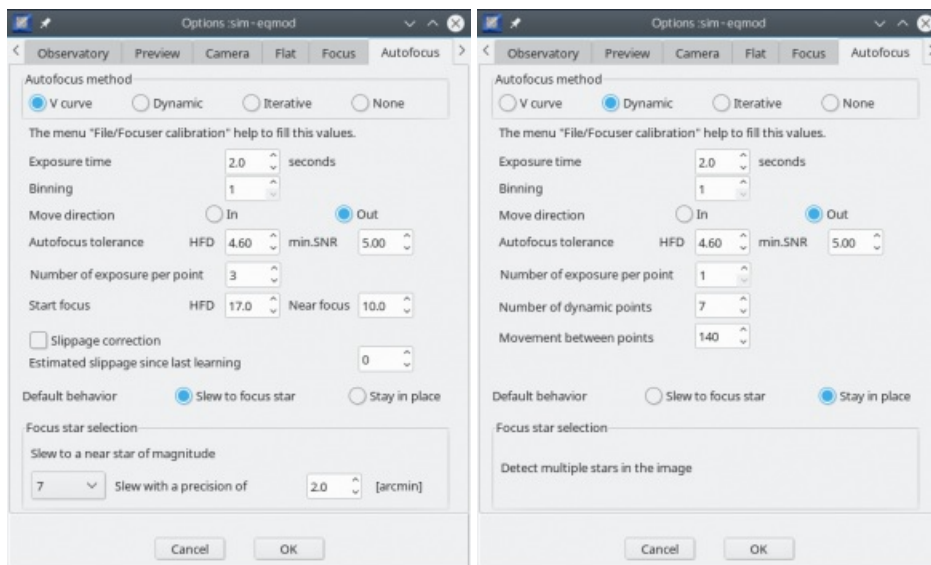 Options :sim-eqmod
Observatory Preview Camera Flat Focus Autofocus
Autofocus method
V curve Dynamic Iterative None
The menu "File/Focuser calibration" help to fill this values.
Exposure time 2.0 seconds
Binning 1
Move direction In Out
Autofocus tolerance HFD 4.60 min.SNR 5.00
Number of exposure per point 3
Start focus HFD 17.0 Near focus 10.0
Slippage correction
Estimated slippage since last learning 0
Default behavior Slew to focus star Stay in place
Focus star selection
Slew to a near star of magnitude
7 Slew with a precision of 2.0 [arcmin]
Cancel OK
Options :sim-eqmod
Observatory Preview Camera Flat Focus Autofocus
Autofocus method
V curve Dynamic Iterative None
The menu "File/Focuser calibration" help to fill this values.
Exposure time 2.0 seconds
Binning 1
Move direction In Out
Autofocus tolerance HFD 4.60 min.SNR 5.00
Number of exposure per point 1
Number of dynamic points 7
Movement between points 140
Default behavior Slew to focus star Stay in place
Focus star selection
Detect multiple stars in the image
Cancel OK